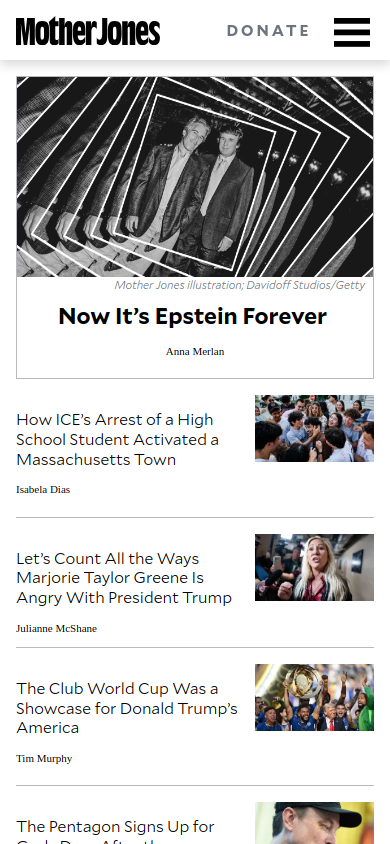 Mother Jones
DONATE
Mother Jones illustration; Davidoff Studios/Getty
Now It's Epstein Forever
Anna Merlan
How ICE's Arrest of a High
School Student Activated a
Massachusetts Town
Isabela Dias
Let's Count All the Ways
Marjorie Taylor Greene Is
Angry With President Trump
Julianne McShane
The Club World Cup Was a
Showcase for Donald Trump's
America
Tim Murphy
The Pentagon Signs Up for